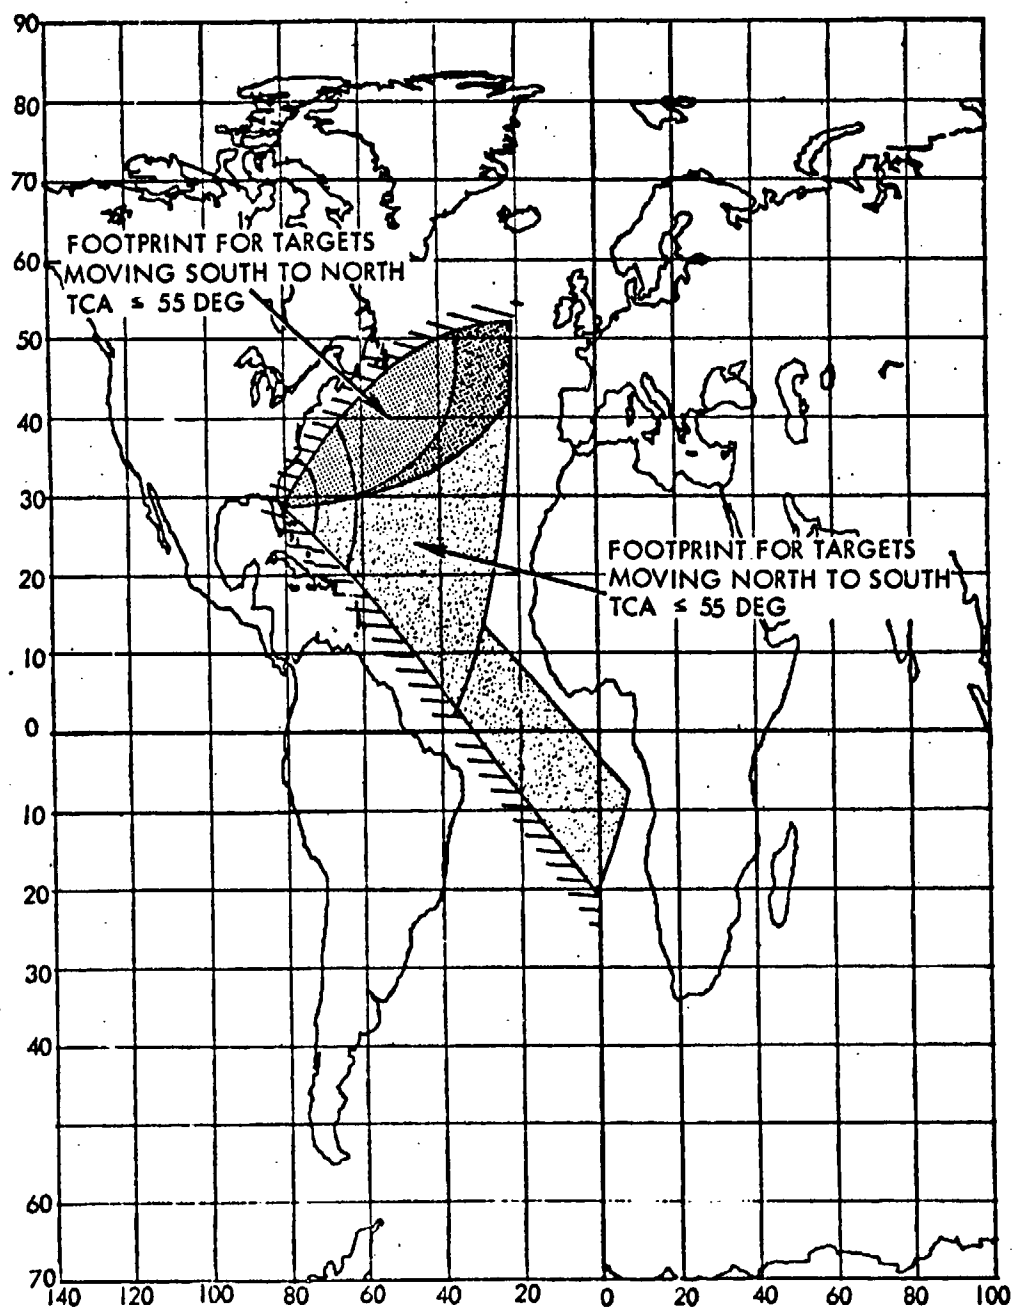 90
80
70
FOOTPRINT FOR TARGETS
60
MOVING SOUTH TO NORTH
TCA ≤ 55 DEG
50
40
30
FOOTPRINT FOR TARGETS
20
MOVING NORTH TO SOUTH
TCA ≤ 55 DEG
10
0
10
20
30
40
60
70
140 120 100 80 60 40 20 0 20 40 60 80 100